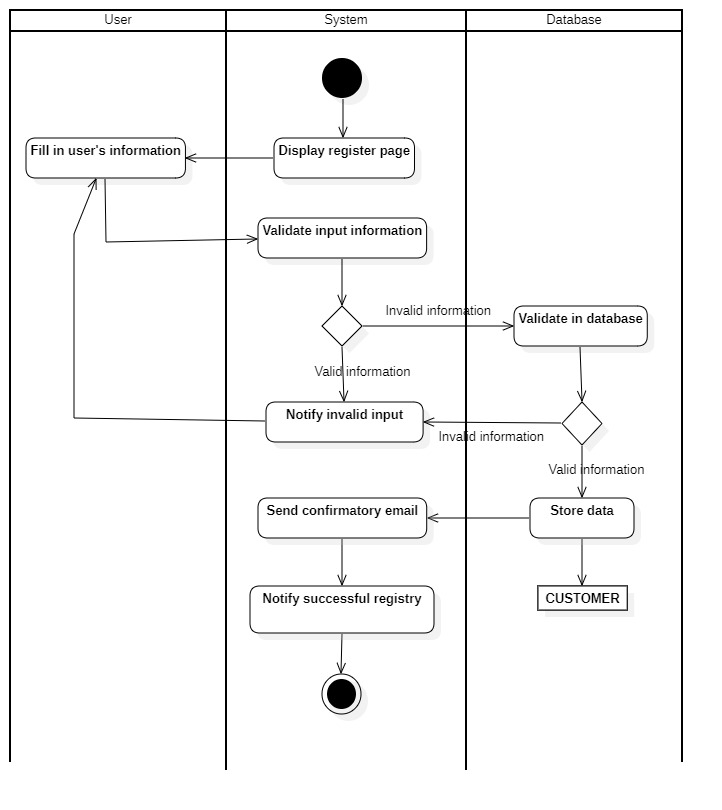 User
System
Database
Fill in user's information
Display register page
Validate input information
Invalid information
Validate in database
Valid information
Notify invalid input
Invalid information
Valid information
Send confirmatory email
Store data
Notify successful registry
CUSTOMER